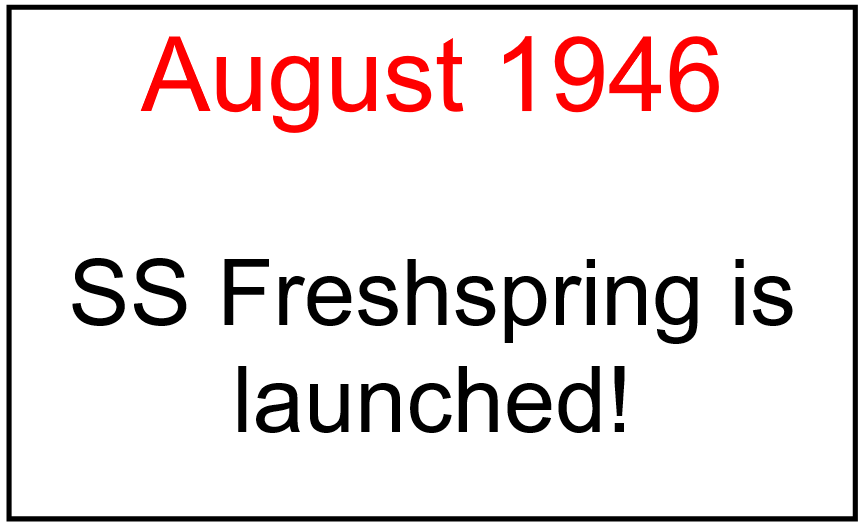 August 1946
SS Freshspring is
launched!